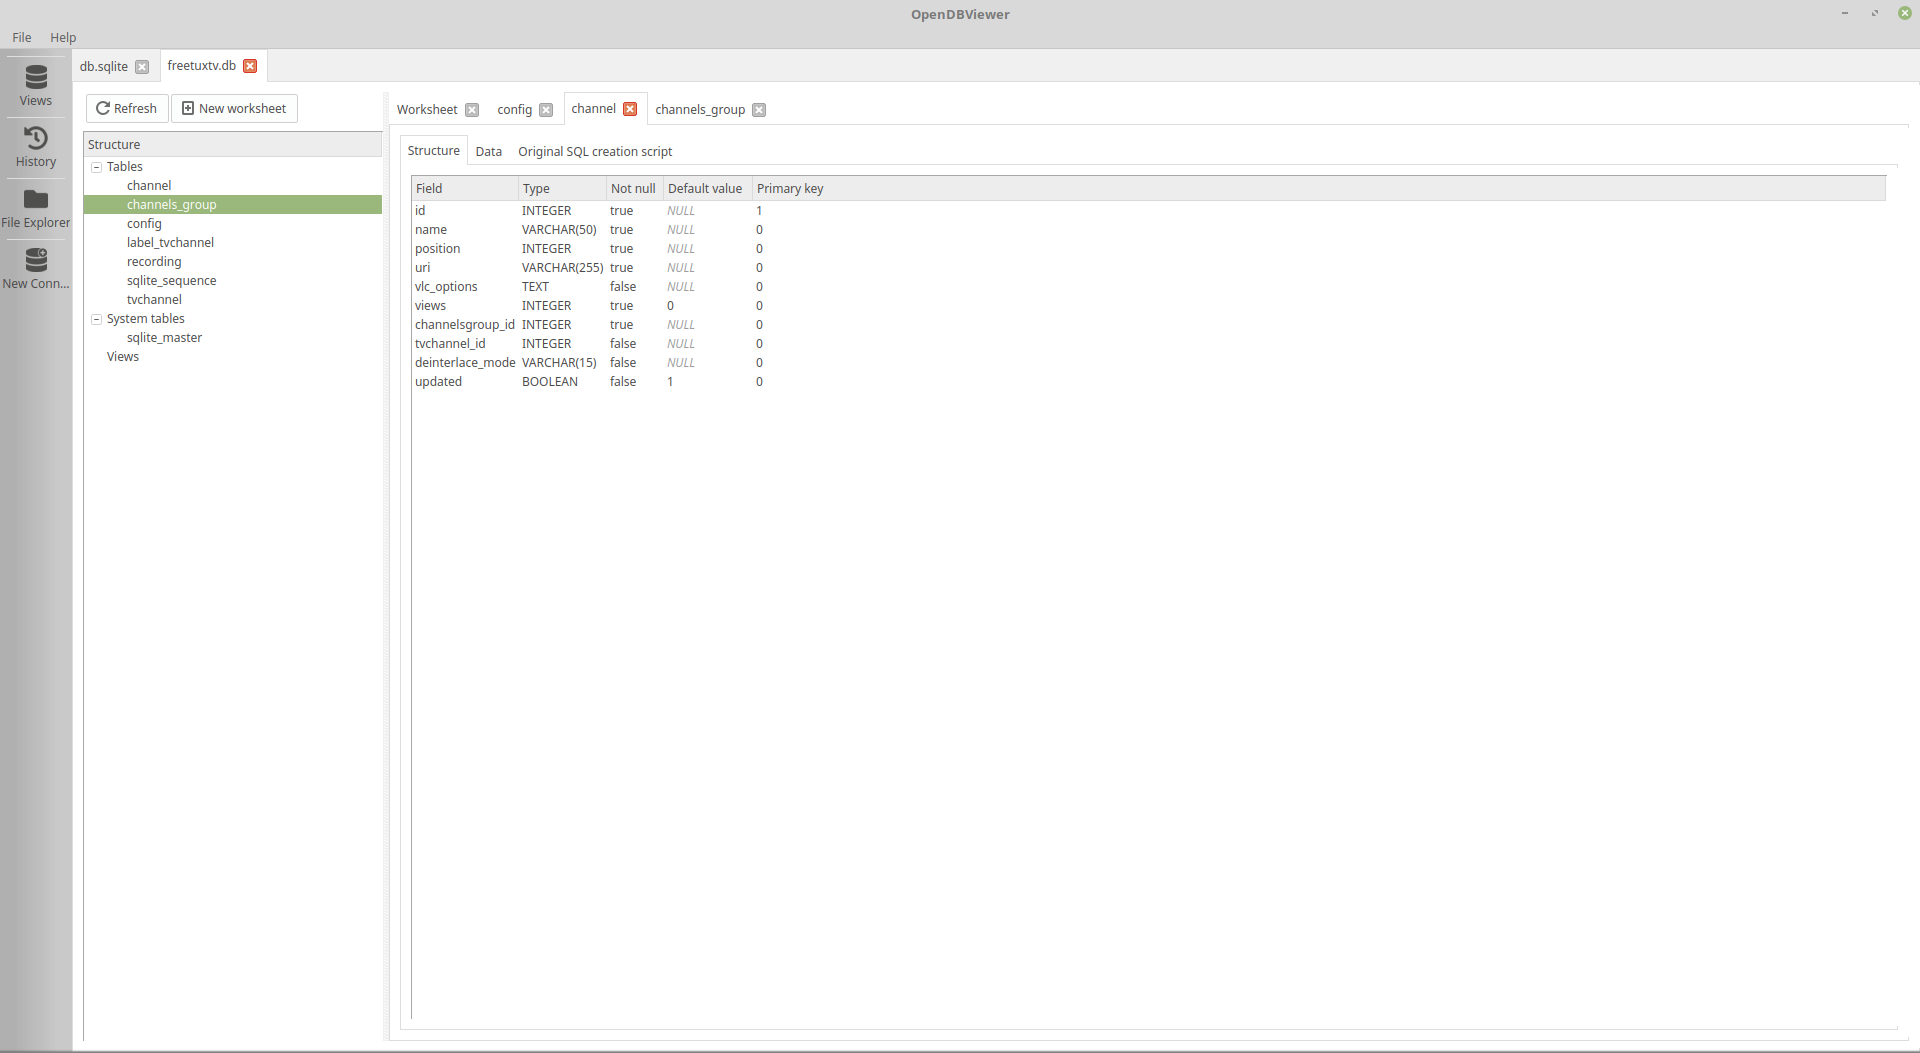 OpenDBViewer
File Help
db.sqlite freetuxtv.db
Views
History
File Explorer
New Conn...
Refresh New worksheet
Structure
Tables
channel
channels_group
config
label_tvchannel
recording
sqlite_sequence
tvchannel
System tables
sqlite_master
Views
Worksheet config channel channels_group
Structure Data Original SQL creation script
Field Type Not null Default value Primary key
id INTEGER true NULL 1
name VARCHAR(50) true NULL 0
position INTEGER true NULL 0
uri VARCHAR(255) true NULL 0
vlc_options TEXT false NULL 0
views INTEGER true 0 0
channelsgroup_id INTEGER true NULL 0
tvchannel_id INTEGER false NULL 0
deinterlace_mode VARCHAR(15) false NULL 0
updated BOOLEAN false 1 0